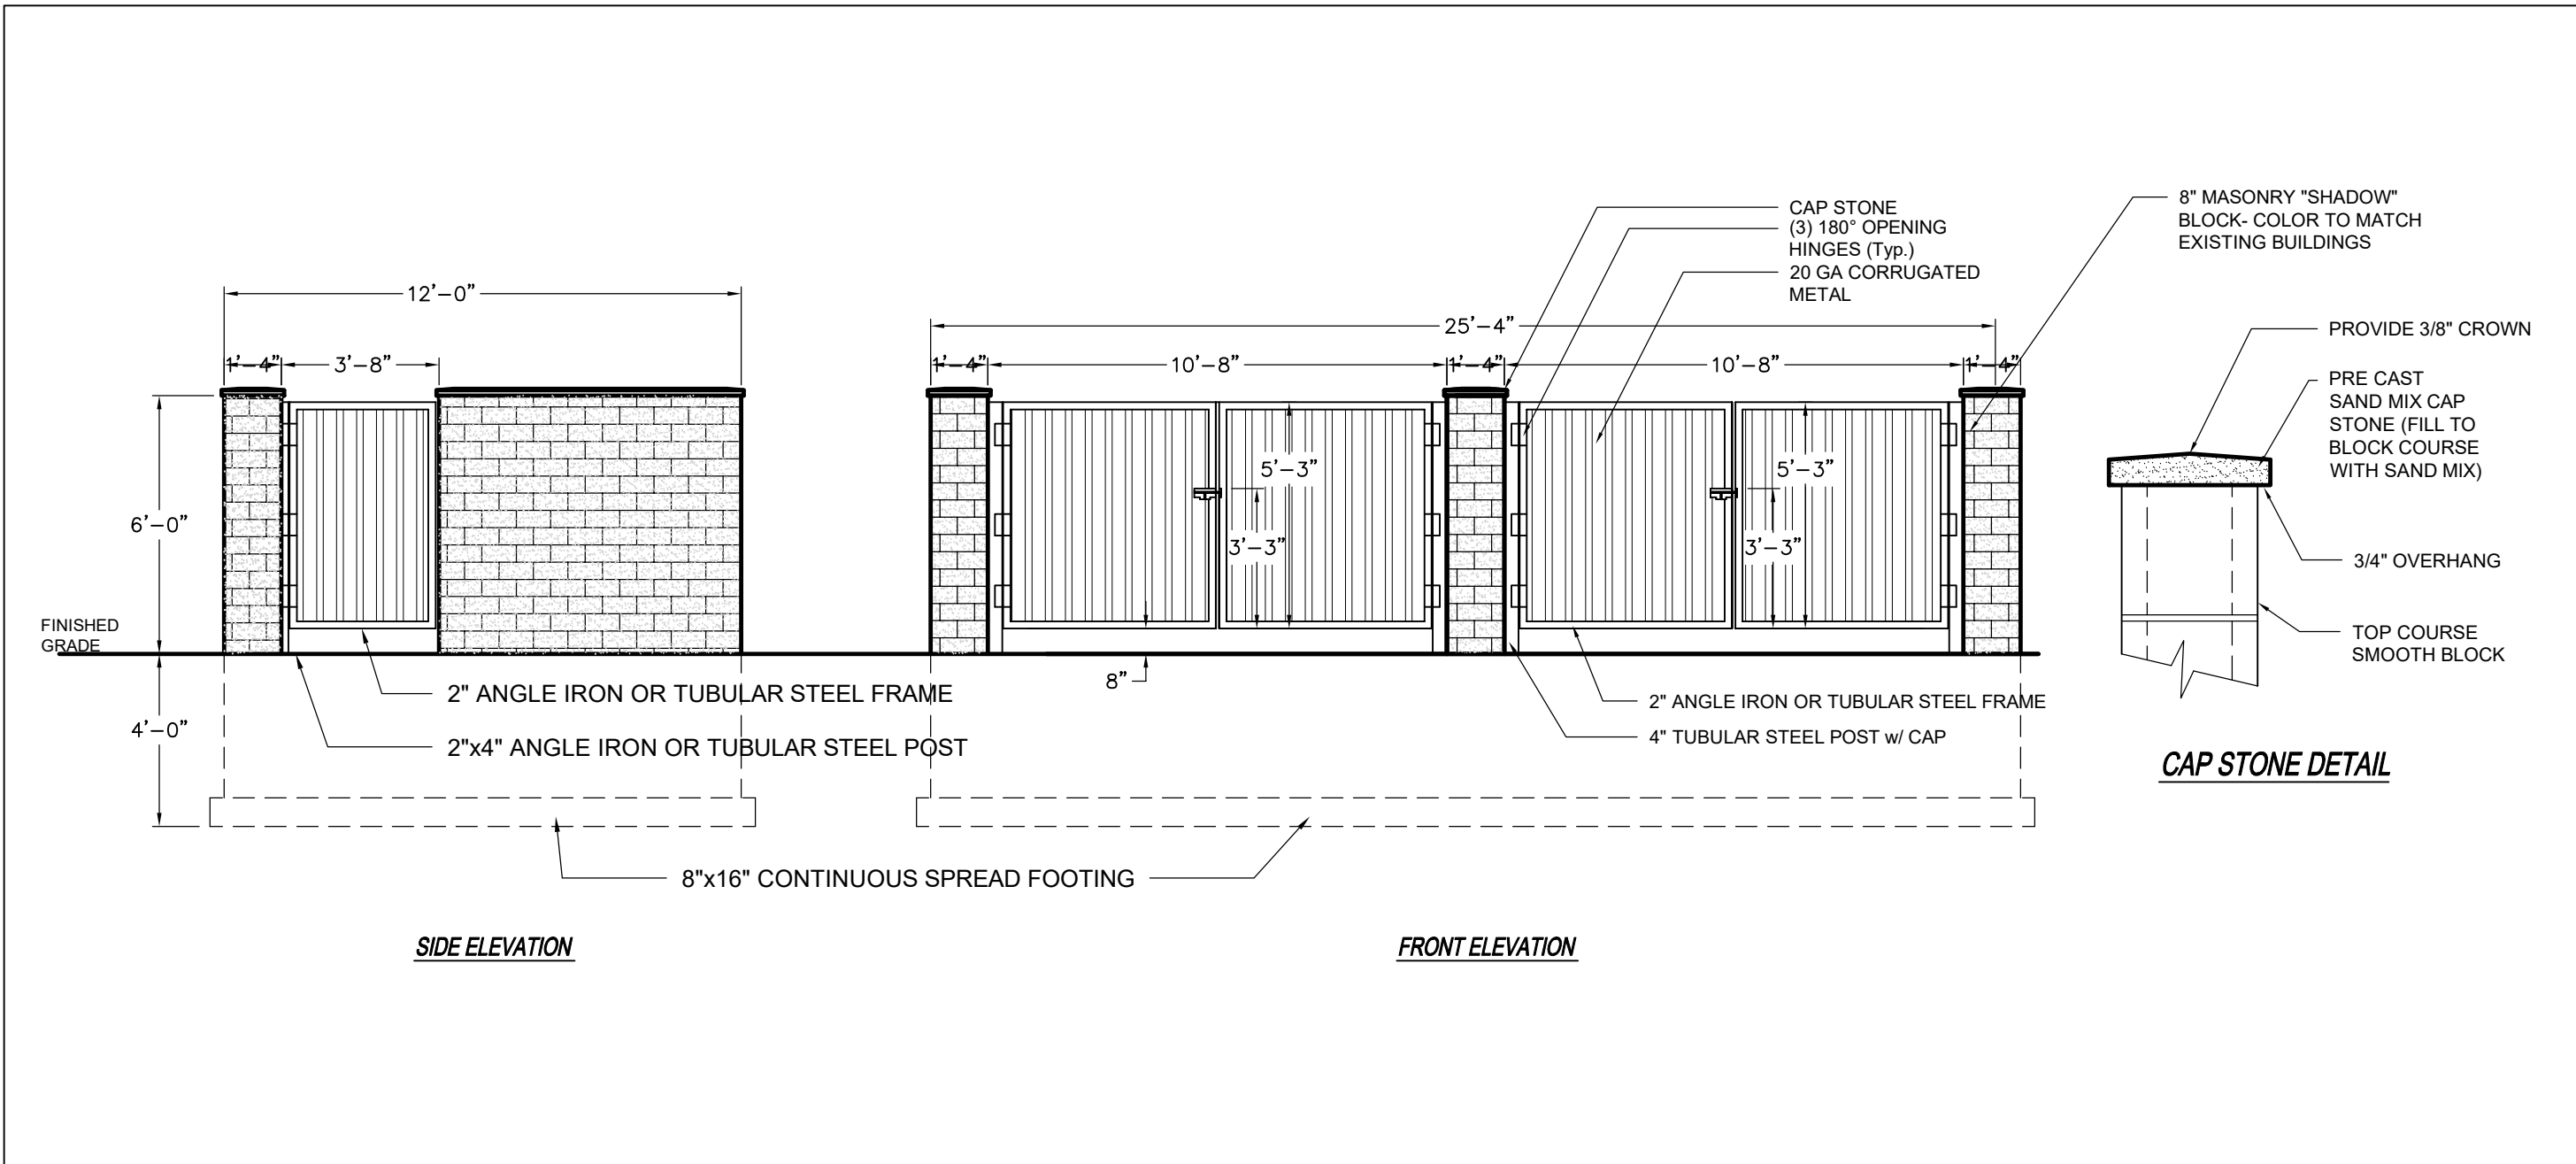 CAP STONE
(3) 180° OPENING
HINGES (Typ.)
20 GA CORRUGATED
METAL
8" MASONRY "SHADOW"
BLOCK- COLOR TO MATCH
EXISTING BUILDINGS
12'-0"
25'-4"
1'-4"
3'-8"
1'-4"
10'-8"
1'-4"
10'-8"
1'-4"
PROVIDE 3/8" CROWN
PRE CAST
SAND MIX CAP
STONE (FILL TO
BLOCK COURSE
WITH SAND MIX)
6'-0"
5'-3"
3'-3"
5'-3"
3'-3"
3/4" OVERHANG
TOP COURSE
SMOOTH BLOCK
FINISHED
GRADE
8"
4'-0"
2" ANGLE IRON OR TUBULAR STEEL FRAME
2"x4" ANGLE IRON OR TUBULAR STEEL POST
2" ANGLE IRON OR TUBULAR STEEL FRAME
4" TUBULAR STEEL POST w/ CAP
CAP STONE DETAIL
8"x16" CONTINUOUS SPREAD FOOTING
SIDE ELEVATION
FRONT ELEVATION